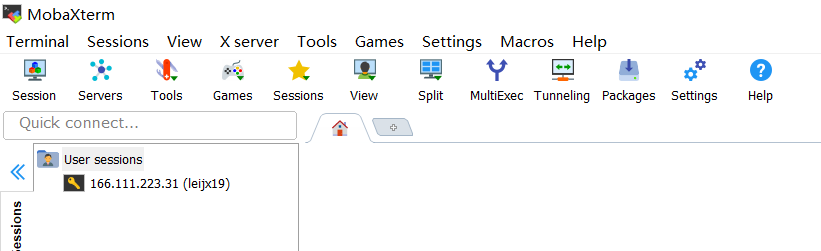 MobaXterm
Terminal Sessions View X server Tools Games Settings Macros Help
Session Servers Tools Games Sessions View Split MultiExec Tunneling Packages Settings Help
Quick connect...
User sessions
166.111.223.31 (leijx19)